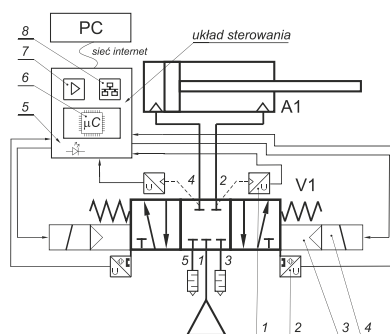 8
PC
7
sieć internet
układ sterowania
6
μC
A1
5
4
2
U
U
V1
5
1
3
U
U
1
2
3
4